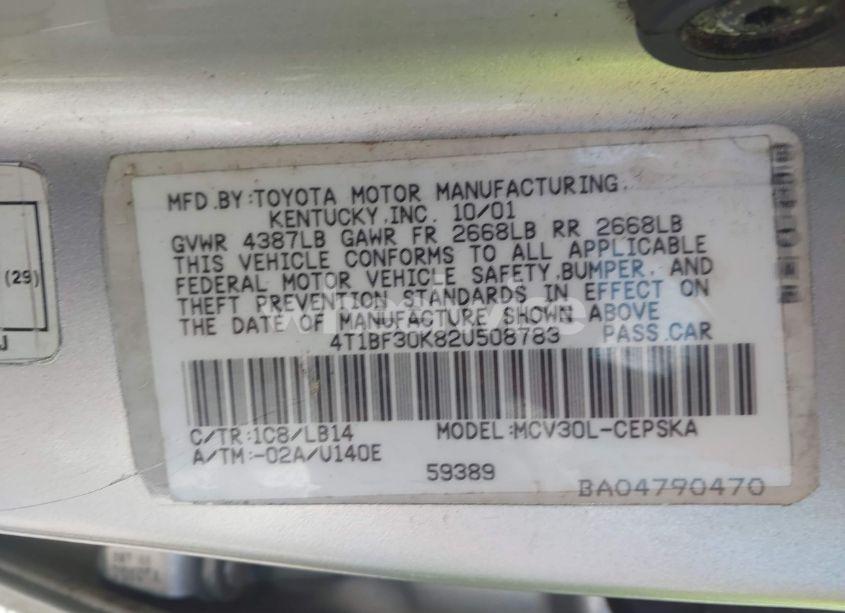 MFD.BY:TOYOTA MOTOR MANUFACTURING,
KENTUCKY,INC. 10/01
GVWR 4387LB GAWR FR 2668LB RR 2668LB
THIS VEHICLE CONFORMS TO ALL APPLICABLE
FEDERAL MOTOR VEHICLE SAFETY,BUMPER, AND
THEFT PREVENTION STANDARDS IN EFFECT ON
THE DATE OF MANUFACTURE SHOWN ABOVE
4T1BF30K82U508783 PASS.CAR
C/TR:1C8/LB14 MODEL:MCV30L-CEPSKA
A/TM:-02A/U140E
59389
BA04790470
(29)
J